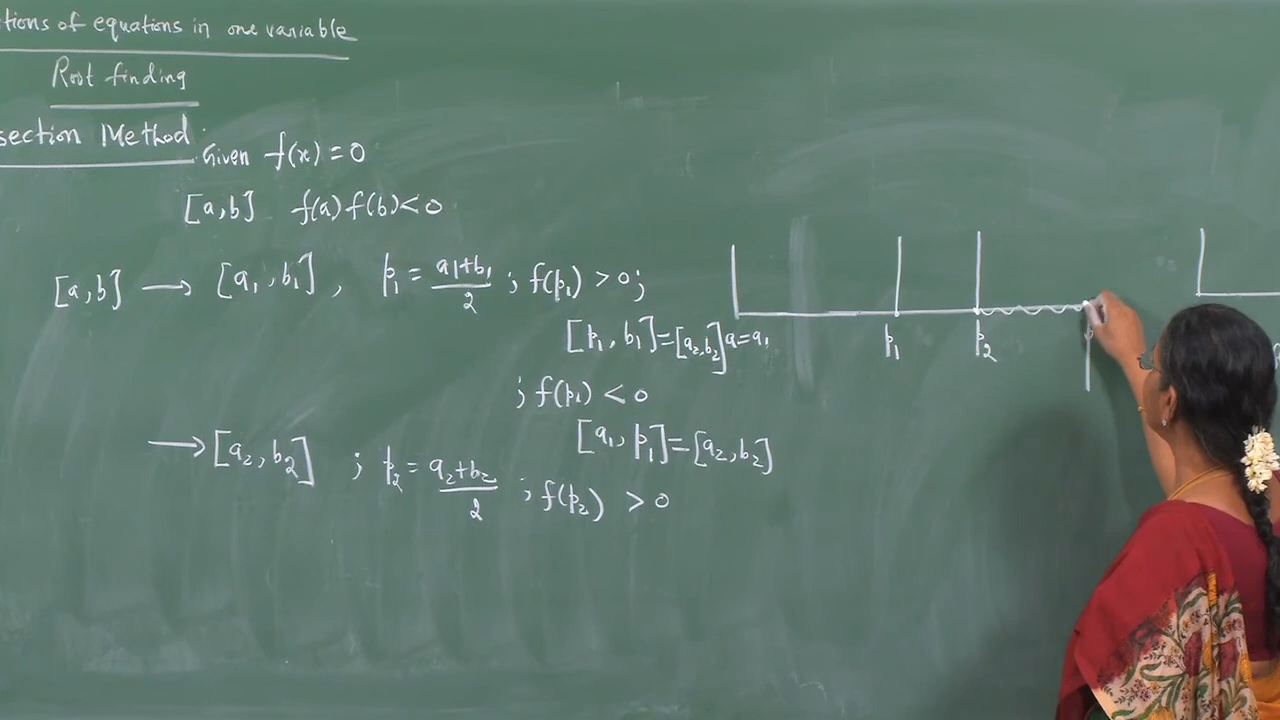 tions of equations in one variable
Root finding
section Method
Given f(x) = 0
[a,b] f(a) f(b) < 0
[a,b] → [a₁, b₁], p₁ = (a₁+b₁)/2 ; f(p₁) > 0;
[p₁, b₁] = [a₂,b₂] a = a₁
; f(p₁) < 0
[a₁, p₁] = [a₂, b₂]
→ [a₂, b₂] ; p₂ = (a₂+b₂)/2 ; f(p₂) > 0
p₁ p₂